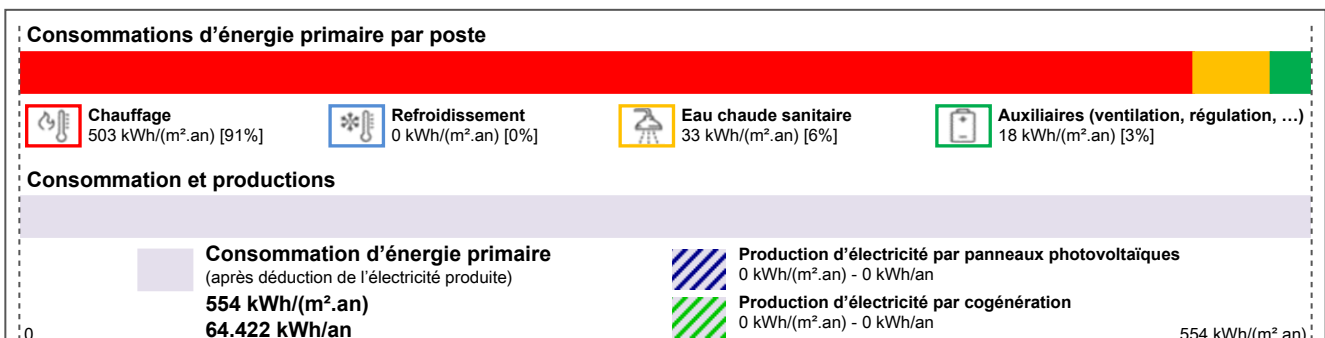 Consommations d’énergie primaire par poste
Chauffage
503 kWh/(m².an) [91%]
Refroidissement
0 kWh/(m².an) [0%]
Eau chaude sanitaire
33 kWh/(m².an) [6%]
Auxiliaires (ventilation, régulation, …)
18 kWh/(m².an) [3%]
Consommation et productions
Consommation d’énergie primaire
(après déduction de l’électricité produite)
554 kWh/(m².an)
64.422 kWh/an
Production d’électricité par panneaux photovoltaïques
0 kWh/(m².an) - 0 kWh/an
Production d’électricité par cogénération
0 kWh/(m².an) - 0 kWh/an
0
554 kWh/(m².an)